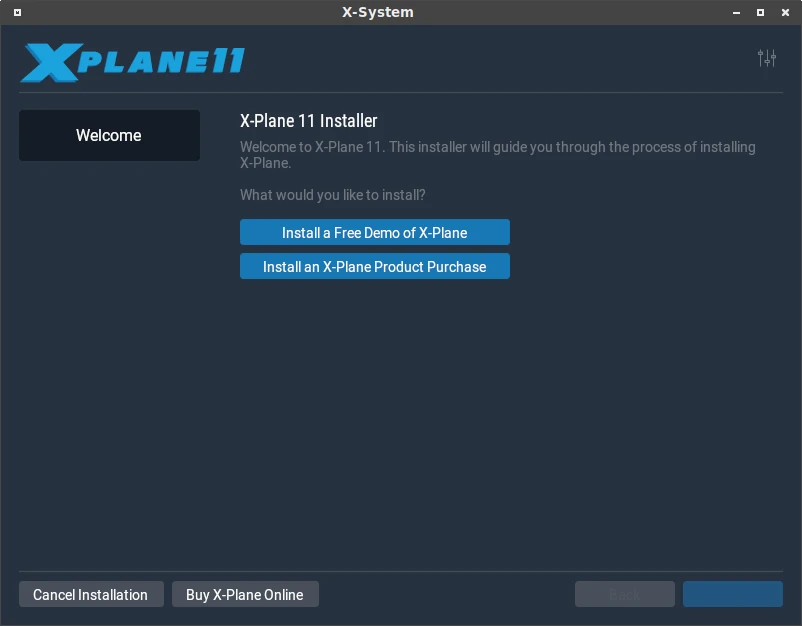 X-System
XPLANE11
Welcome
X-Plane 11 Installer
Welcome to X-Plane 11. This installer will guide you through the process of installing
X-Plane.
What would you like to install?
Install a Free Demo of X-Plane
Install an X-Plane Product Purchase
Cancel Installation
Buy X-Plane Online
Back